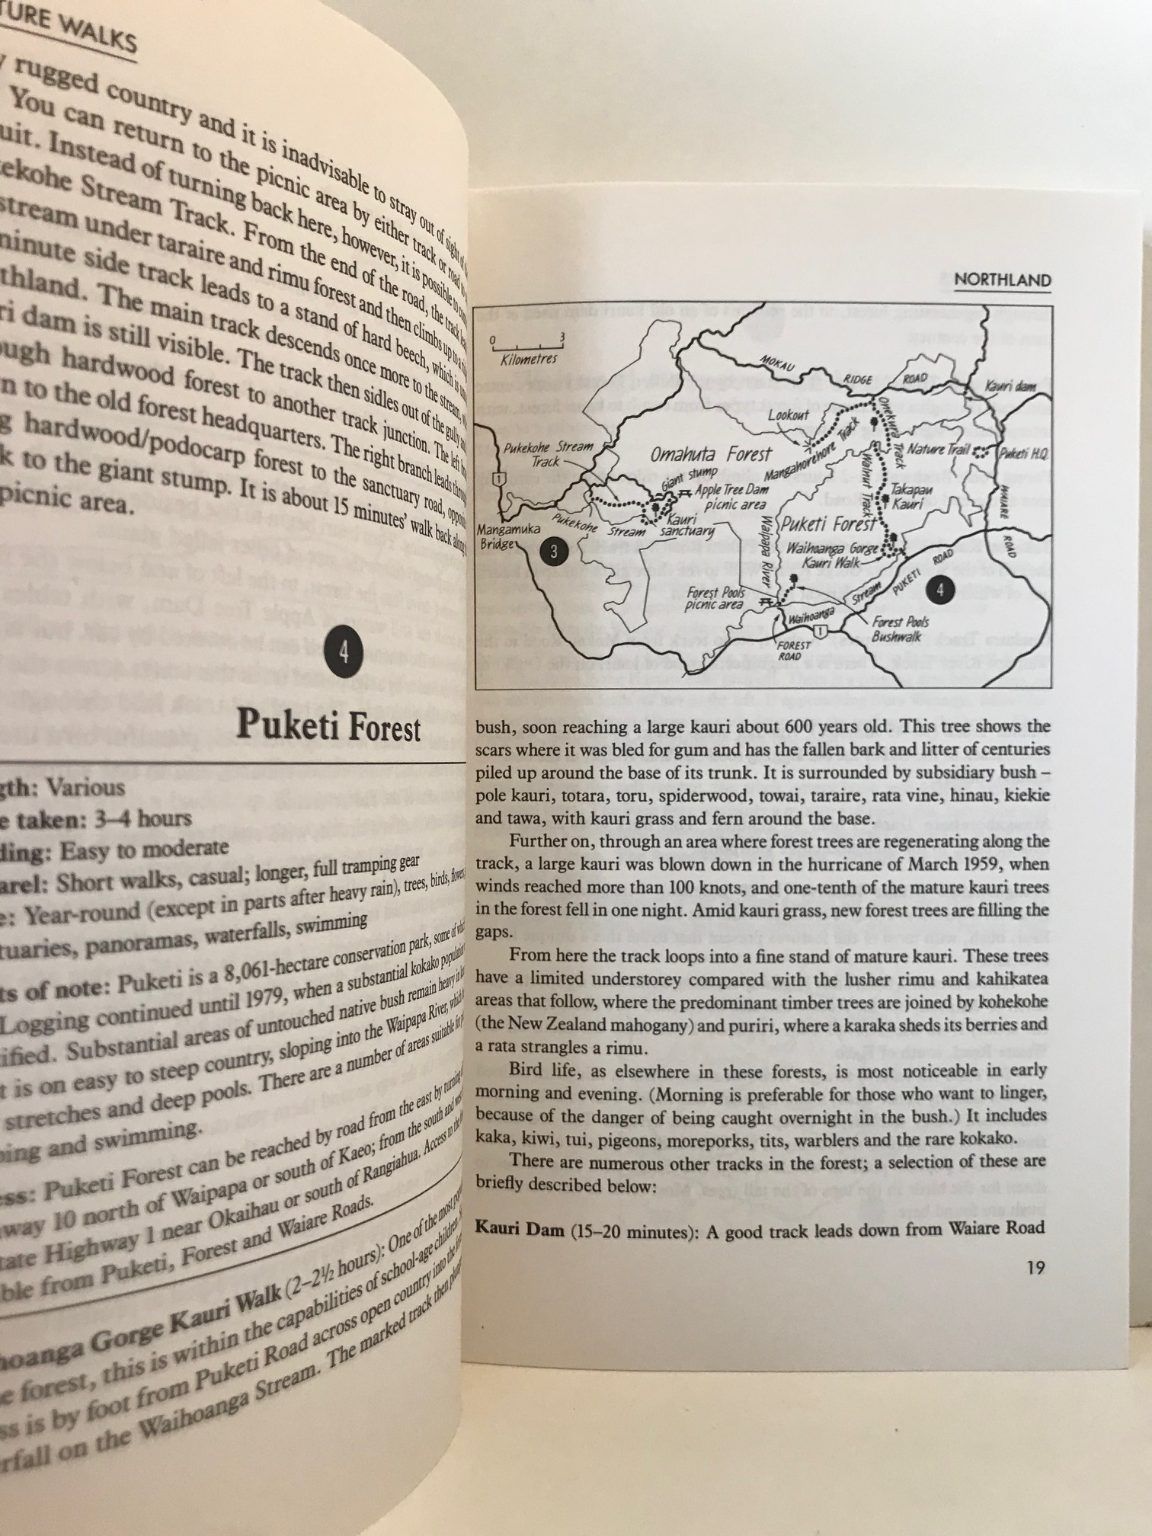 TURE WALKS
rugged country and it is inadvisable to stray out of sight of
You can return to the picnic area by either track or road
uit. Instead of turning back here, however, it is possible to
ekohe Stream Track. From the end of the road, the track
stream under taraire and rimu forest and then climbs up to a
minute side track leads to a stand of hard beech, which is
thland. The main track descends once more to the stream,
ri dam is still visible. The track then sidles out of the gully
ough hardwood forest to another track junction. The left
n to the old forest headquarters. The right branch leads
g hardwood/podocarp forest to the sanctuary road,
k to the giant stump. It is about 15 minutes' walk back along
picnic area.
4
Puketi Forest
gth: Various
e taken: 3–4 hours
ding: Easy to moderate
arel: Short walks, casual; longer, full tramping gear
e: Year-round (except in parts after heavy rain), trees, birds,
tuaries, panoramas, waterfalls, swimming
ts of note: Puketi is a 8,061-hectare conservation park, some of
Logging continued until 1979, when a substantial kokako
ified. Substantial areas of untouched native bush remain
t is on easy to steep country, sloping into the Waipapa River,
stretches and deep pools. There are a number of areas suitable for
ping and swimming.
ess: Puketi Forest can be reached by road from the east by turning
way 10 north of Waipapa or south of Kaeo; from the south and
tate Highway 1 near Okaihau or south of Rangiahua. Access to the
ble from Puketi, Forest and Waiare Roads.
hoanga Gorge Kauri Walk (2–2½ hours): One of the most
e forest, this is within the capabilities of school-age children.
ss is by foot from Puketi Road across open country into the
rfall on the Waihoanga Stream. The marked track then
NORTHLAND
0 3
Kilometres
MOKAU RIDGE ROAD
Kauri dam
Lookout
Onekura Track
Pukekohe Stream
Track
Omahuta Forest
Mangahorehore Track
Nature Trail
Puketi H.Q.
1
Giant stump
Apple Tree Dam
picnic area
Walnut Track
Takapau
Kauri
WAIARE ROAD
Pukekohe Stream
Kauri
sanctuary
Waipapa River
Puketi Forest
Mangamuka
Bridge
3
Waihoanga Gorge
Kauri Walk
PUKETI ROAD
4
Forest Pools
picnic area
Waihoanga Stream
1
Forest Pools
Bushwalk
FOREST
ROAD
bush, soon reaching a large kauri about 600 years old. This tree shows the
scars where it was bled for gum and has the fallen bark and litter of centuries
piled up around the base of its trunk. It is surrounded by subsidiary bush –
pole kauri, totara, toru, spiderwood, towai, taraire, rata vine, hinau, kiekie
and tawa, with kauri grass and fern around the base.
Further on, through an area where forest trees are regenerating along the
track, a large kauri was blown down in the hurricane of March 1959, when
winds reached more than 100 knots, and one-tenth of the mature kauri trees
in the forest fell in one night. Amid kauri grass, new forest trees are filling the
gaps.
From here the track loops into a fine stand of mature kauri. These trees
have a limited understorey compared with the lusher rimu and kahikatea
areas that follow, where the predominant timber trees are joined by kohekohe
(the New Zealand mahogany) and puriri, where a karaka sheds its berries and
a rata strangles a rimu.
Bird life, as elsewhere in these forests, is most noticeable in early
morning and evening. (Morning is preferable for those who want to linger,
because of the danger of being caught overnight in the bush.) It includes
kaka, kiwi, tui, pigeons, moreporks, tits, warblers and the rare kokako.
There are numerous other tracks in the forest; a selection of these are
briefly described below:
Kauri Dam (15–20 minutes): A good track leads down from Waiare Road
19